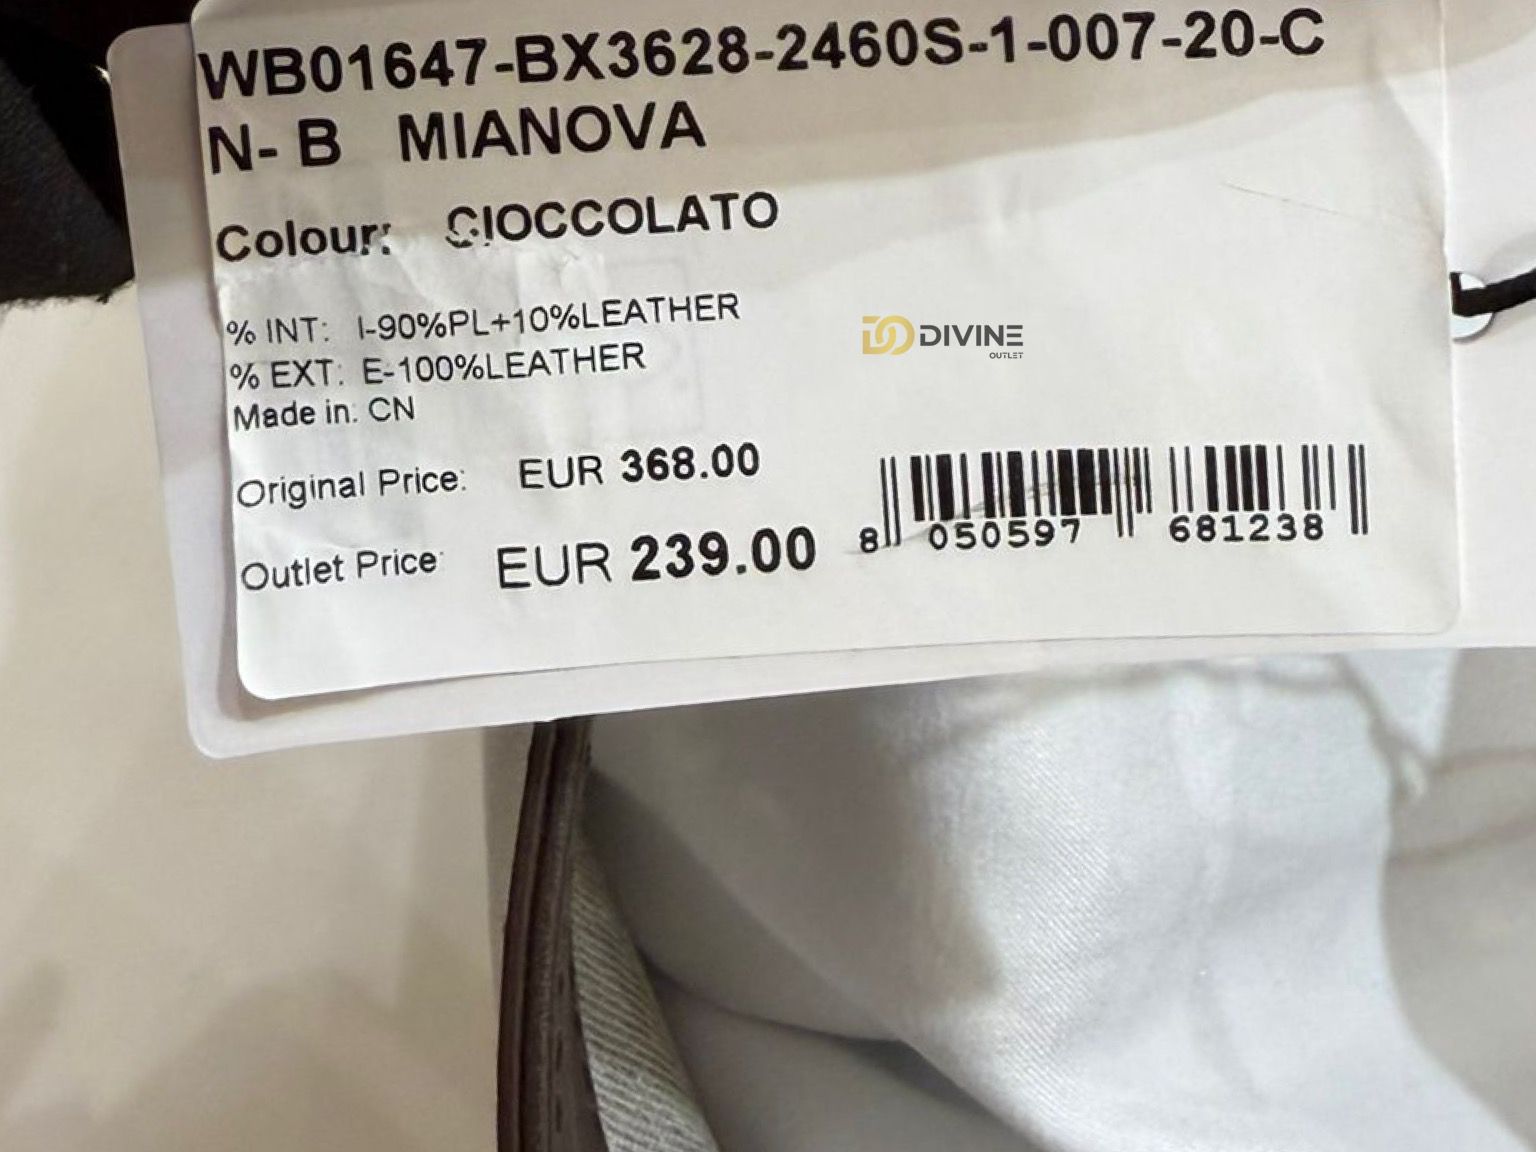 WB01647-BX3628-2460S-1-007-20-C
N- B MIANOVA
Colour: CIOCCOLATO
% INT: I-90%PL+10%LEATHER
% EXT: E-100%LEATHER
Made in: CN
DIVINE
OUTLET
Original Price: EUR 368.00
Outlet Price: EUR 239.00
8 050597 681238